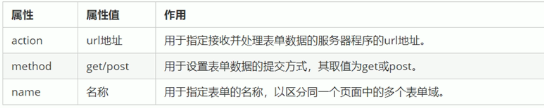 属性 属性值 作用
action url地址 用于指定接收并处理表单数据的服务器程序的url地址。
method get/post 用于设置表单数据的提交方式，其取值为get或post。
name 名称 用于指定表单的名称，以区分同一个页面中的多个表单域。